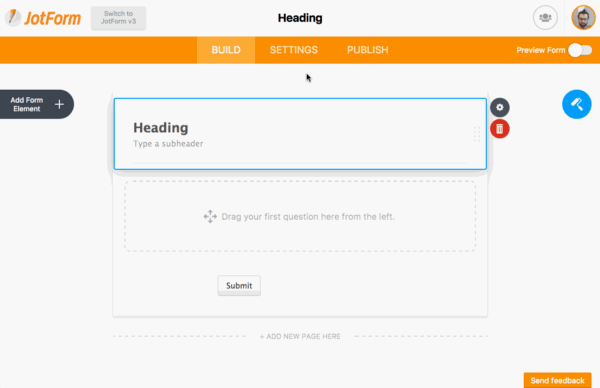 JotForm
Switch to
JotForm v3
Heading
BUILD
SETTINGS
PUBLISH
Preview Form
Add Form
Element
Heading
Type a subheader
Drag your first question here from the left.
Submit
+ ADD NEW PAGE HERE
Send feedback